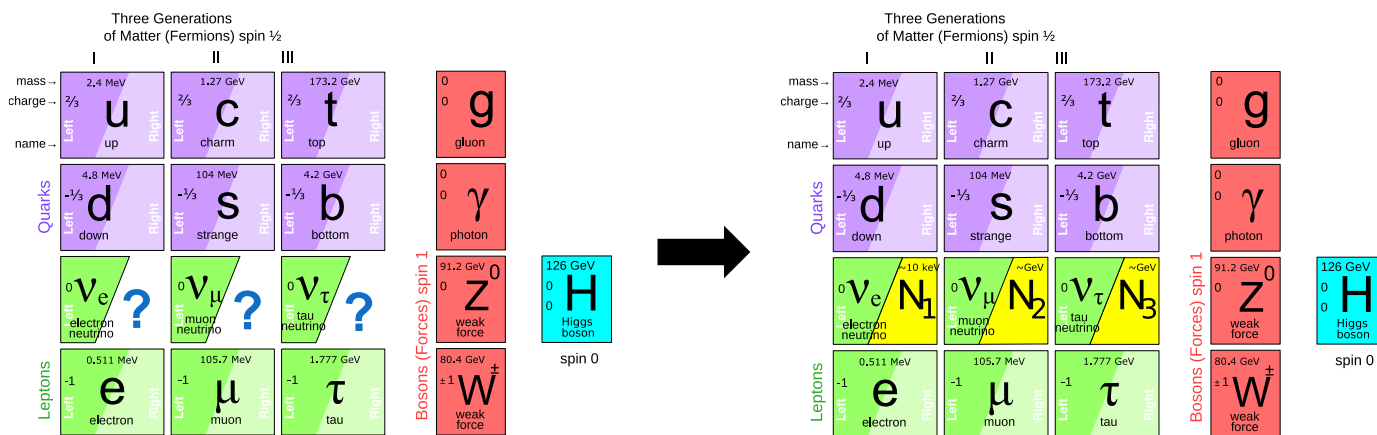 Three Generations
of Matter (Fermions) spin ½
I II III
mass→ 2.4 MeV 1.27 GeV 173.2 GeV
charge→ ⅔ u ⅔ c ⅔ t
Left Right Left Right Left Right
name→ up charm top
0
0
g
gluon
Quarks
4.8 MeV 104 MeV 4.2 GeV
-⅓ d -⅓ s -⅓ b
Left Right Left Right Left Right
down strange bottom
0
0
γ
photon
0 νe ? 0 νμ ? 0 ντ ?
Left Left Left
electron neutrino muon neutrino tau neutrino
91.2 GeV
0
0
Z0
weak
force
126 GeV
0
0
H
Higgs
boson
spin 0
Leptons
0.511 MeV 105.7 MeV 1.777 GeV
-1 e -1 μ -1 τ
Left Right Left Right Left Right
electron muon tau
80.4 GeV
±1
W±
weak
force
Bosons (Forces) spin 1
Three Generations
of Matter (Fermions) spin ½
I II III
mass→ 2.4 MeV 1.27 GeV 173.2 GeV
charge→ ⅔ u ⅔ c ⅔ t
Left Right Left Right Left Right
name→ up charm top
0
0
g
gluon
Quarks
4.8 MeV 104 MeV 4.2 GeV
-⅓ d -⅓ s -⅓ b
Left Right Left Right Left Right
down strange bottom
0
0
γ
photon
~10 keV ~GeV ~GeV
0 νe N1 0 νμ N2 0 ντ N3
Left Left Left
electron neutrino muon neutrino tau neutrino
91.2 GeV
0
0
Z0
weak
force
126 GeV
0
0
H
Higgs
boson
spin 0
Leptons
0.511 MeV 105.7 MeV 1.777 GeV
-1 e -1 μ -1 τ
Left Right Left Right Left Right
electron muon tau
80.4 GeV
±1
W±
weak
force
Bosons (Forces) spin 1